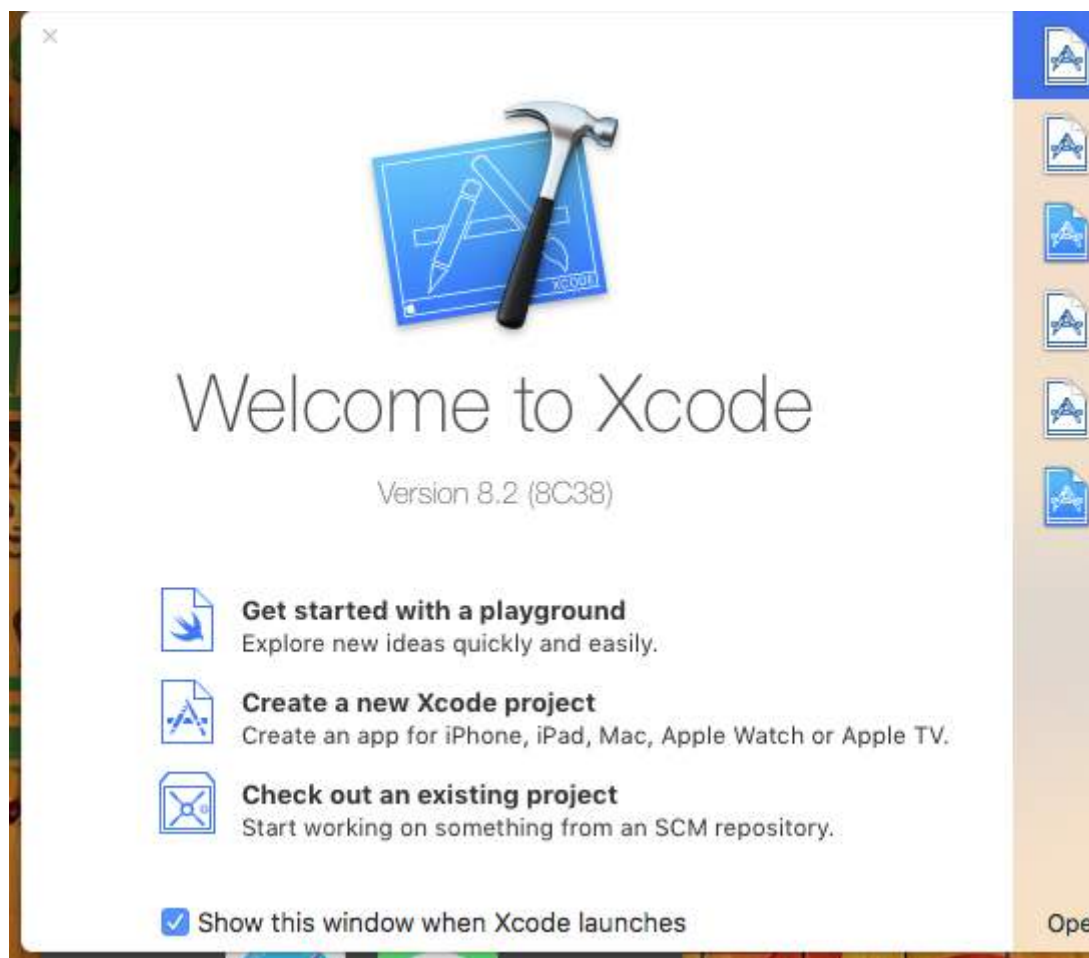 XCODE
Welcome to Xcode
Version 8.2 (8C38)
Get started with a playground
Explore new ideas quickly and easily.
Create a new Xcode project
Create an app for iPhone, iPad, Mac, Apple Watch or Apple TV.
Check out an existing project
Start working on something from an SCM repository.
Show this window when Xcode launches
Ope